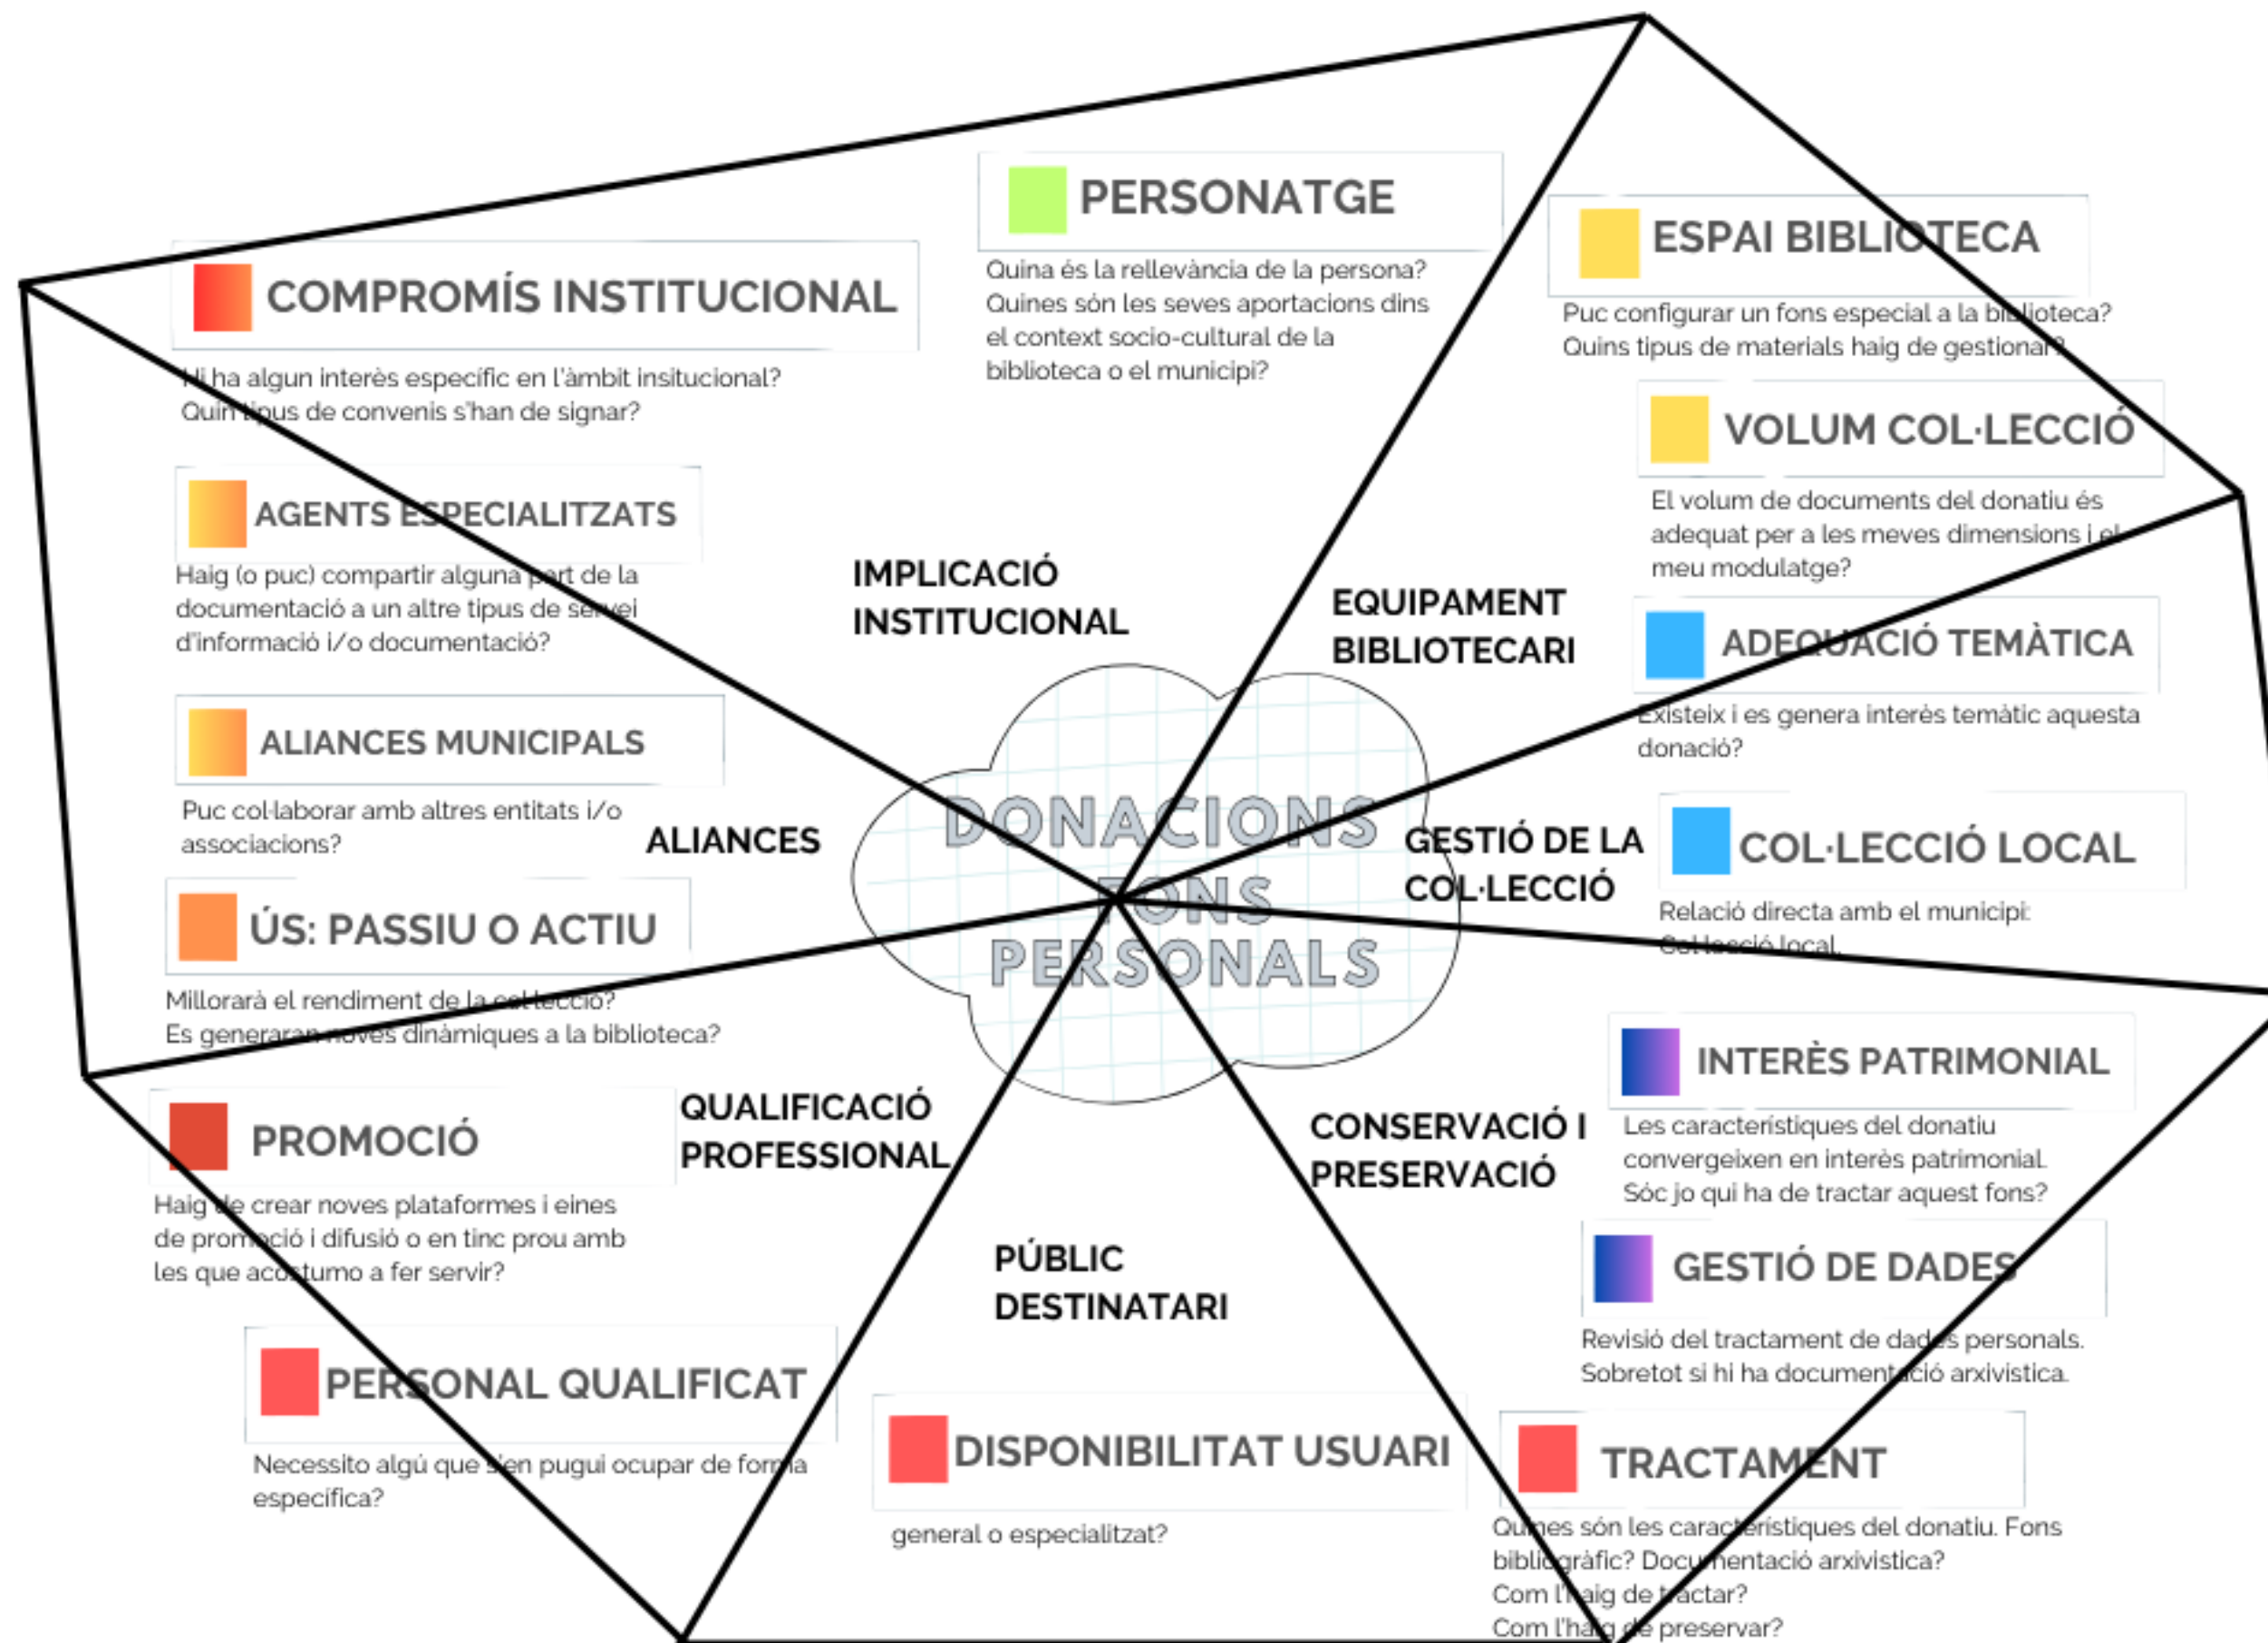 PERSONATGE
Quina és la rellevància de la persona?
Quines són les seves aportacions dins
el context socio-cultural de la
biblioteca o el municipi?
COMPROMÍS INSTITUCIONAL
Hi ha algun interès específic en l'àmbit insitucional?
Quin tipus de convenis s'han de signar?
AGENTS ESPECIALITZATS
Haig (o puc) compartir alguna part de la
documentació a un altre tipus de servei
d'informació i/o documentació?
ALIANCES MUNICIPALS
Puc col·laborar amb altres entitats i/o
associacions?
ÚS: PASSIU O ACTIU
Millorarà el rendiment de la col·lecció?
Es generaran noves dinàmiques a la biblioteca?
PROMOCIÓ
Haig de crear noves plataformes i eines
de promoció i difusió o en tinc prou amb
les que acostumo a fer servir?
PERSONAL QUALIFICAT
Necessito algú que s'en pugui ocupar de forma
específica?
IMPLICACIÓ
INSTITUCIONAL
EQUIPAMENT
BIBLIOTECARI
ALIANCES
DONACIONS
FONS
PERSONALS
GESTIÓ DE LA
COL·LECCIÓ
QUALIFICACIÓ
PROFESSIONAL
CONSERVACIÓ I
PRESERVACIÓ
PÚBLIC
DESTINATARI
DISPONIBILITAT USUARI
general o especialitzat?
ESPAI BIBLIOTECA
Puc configurar un fons especial a la biblioteca?
Quins tipus de materials haig de gestionar?
VOLUM COL·LECCIÓ
El volum de documents del donatiu és
adequat per a les meves dimensions i el
meu modulatge?
ADEQUACIÓ TEMÀTICA
Existeix i es genera interès temàtic aquesta
donació?
COL·LECCIÓ LOCAL
Relació directa amb el municipi:
Col·lecció local.
INTERÈS PATRIMONIAL
Les característiques del donatiu
convergeixen en interès patrimonial.
Sóc jo qui ha de tractar aquest fons?
GESTIÓ DE DADES
Revisió del tractament de dades personals.
Sobretot si hi ha documentació arxivística.
TRACTAMENT
Quines són les característiques del donatiu. Fons
bibliogràfic? Documentació arxivística?
Com l'haig de tractar?
Com l'haig de preservar?